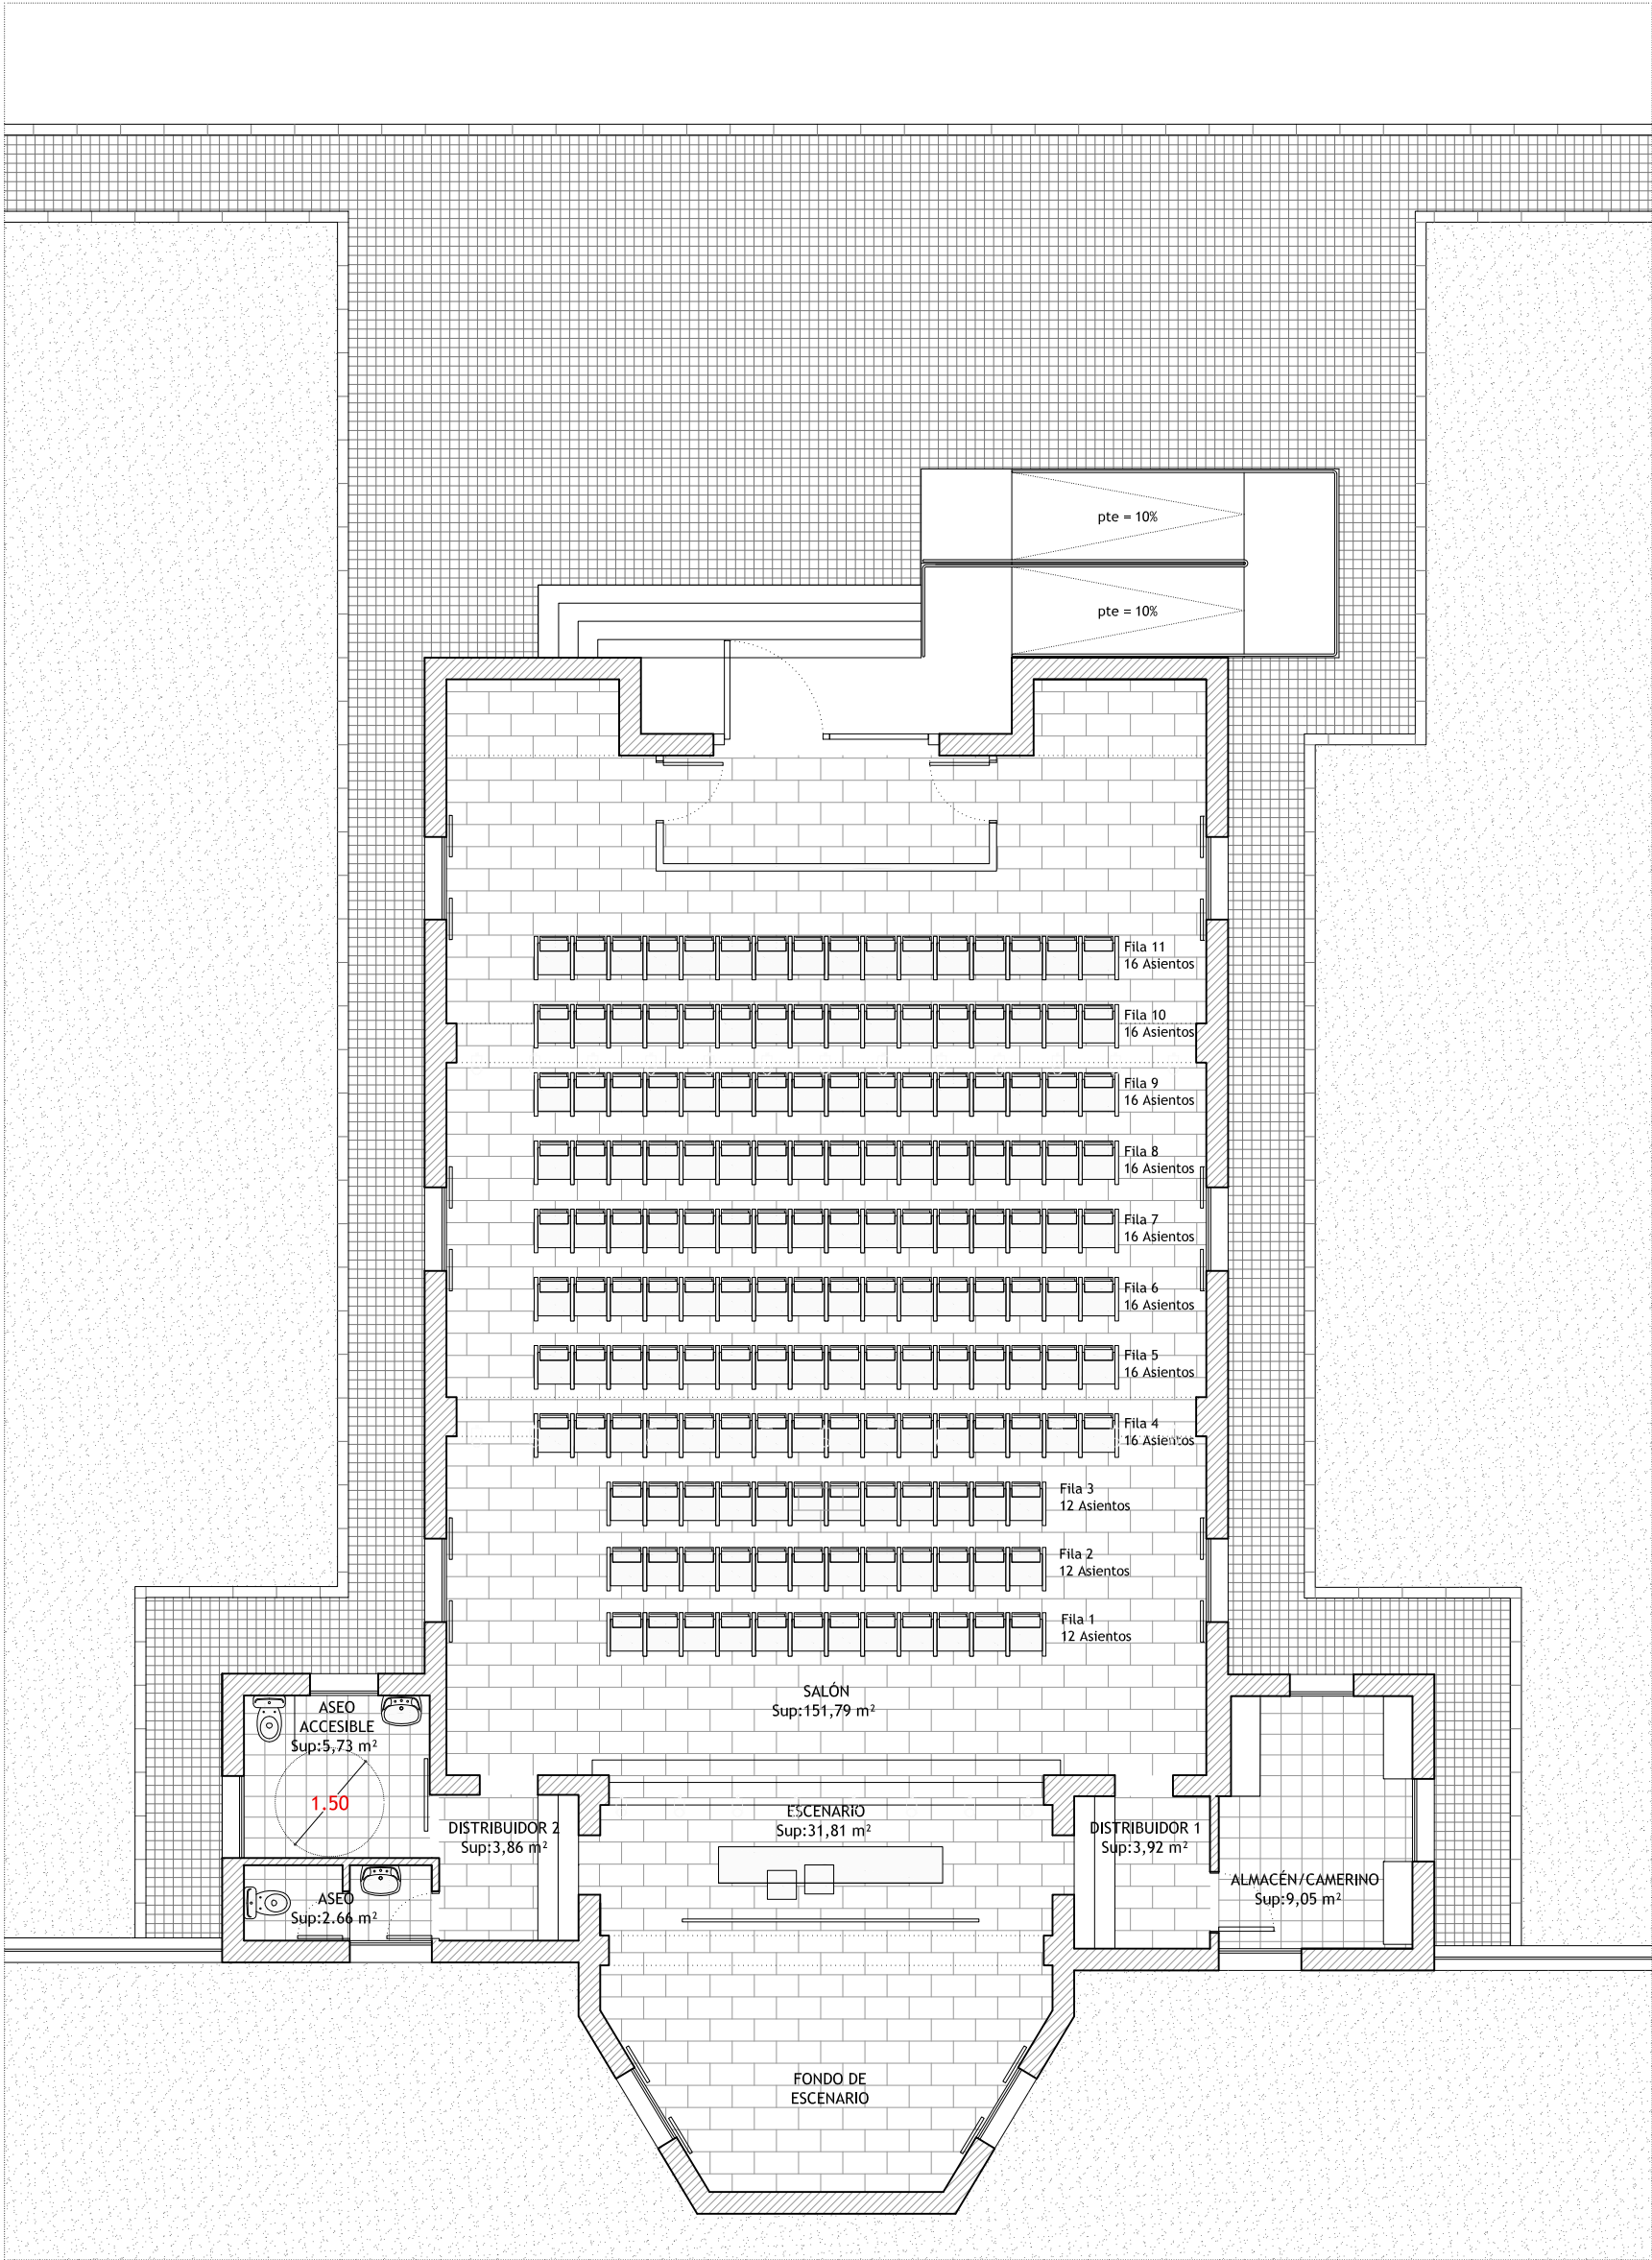 pte = 10%
pte = 10%
Fila 11
16 Asientos
Fila 10
16 Asientos
Fila 9
16 Asientos
Fila 8
16 Asientos
Fila 7
16 Asientos
Fila 6
16 Asientos
Fila 5
16 Asientos
Fila 4
16 Asientos
Fila 3
12 Asientos
Fila 2
12 Asientos
Fila 1
12 Asientos
SALÓN
Sup:151,79 m²
ASEO
ACCESIBLE
Sup:5,73 m²
1.50
DISTRIBUIDOR 2
Sup:3,86 m²
ESCENARIO
Sup:31,81 m²
DISTRIBUIDOR 1
Sup:3,92 m²
ALMACÉN/CAMERINO
Sup:9,05 m²
ASEO
Sup:2.66 m²
FONDO DE
ESCENARIO